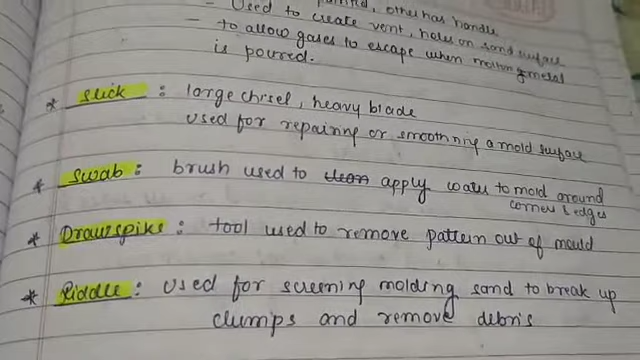 pointed, other has handle
- Used to create vent, holes on sand surface
- to allow gases to escape when molten metal
is poured.
* Slick : large chisel, heavy blade
used for repairing or smoothning a mold surface
* Swab : brush used to clean apply water to mold around
corners & edges
* Drawspike : tool used to remove pattern out of mould
* Riddle : used for screening molding sand to break up
clumps and remove debris